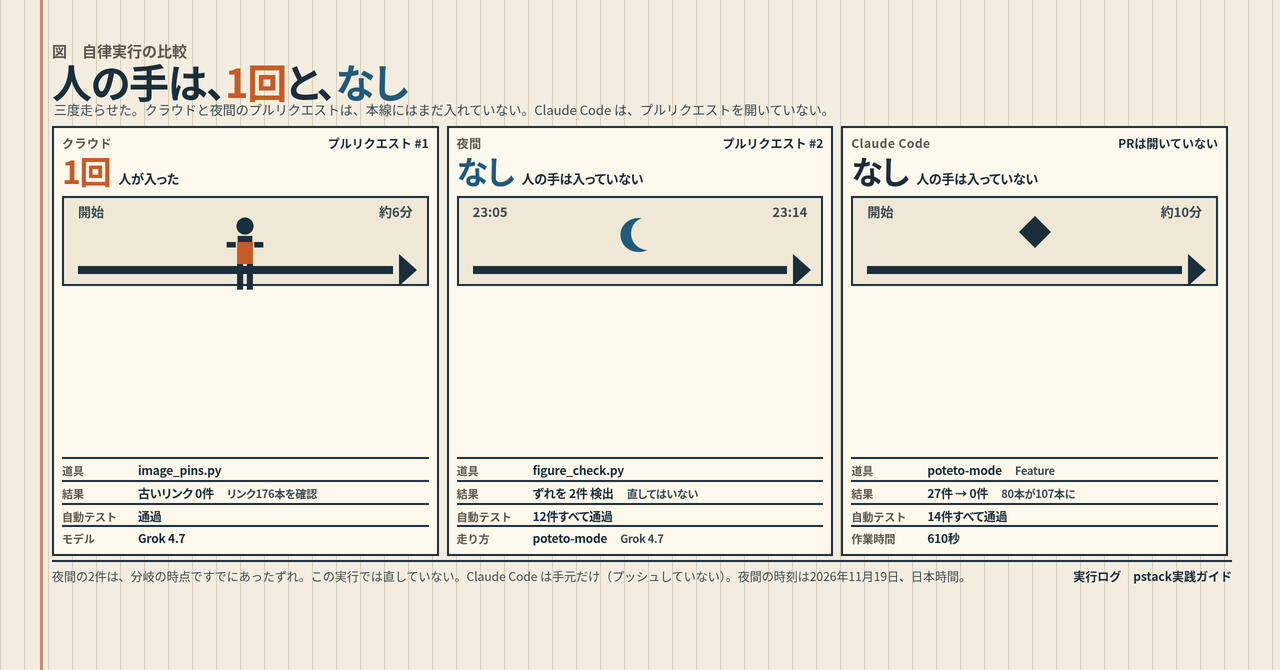 図　自律実行の比較
人の手は、1回と、なし
三度走らせた。クラウドと夜間のプルリクエストは、本線にはまだ入れていない。Claude Code は、プルリクエストを開いていない。
クラウド　プルリクエスト #1
1回 人が入った
開始　約6分
道具　image_pins.py
結果　古いリンク 0件　リンク176本を確認
自動テスト　通過
モデル　Grok 4.7
夜間　プルリクエスト #2
なし 人の手は入っていない
23:05　23:14
道具　figure_check.py
結果　ずれを 2件 検出　直してはいない
自動テスト　12件すべて通過
走り方　poteto-mode　Grok 4.7
Claude Code　PRは開いていない
なし 人の手は入っていない
開始　約10分
道具　poteto-mode　Feature
結果　27件 → 0件　80本が107本に
自動テスト　14件すべて通過
作業時間　610秒
夜間の2件は、分岐の時点ですでにあったずれ。この実行では直していない。Claude Code は手元だけ（プッシュしていない）。夜間の時刻は2026年11月19日、日本時間。
実行ログ　pstack実践ガイド